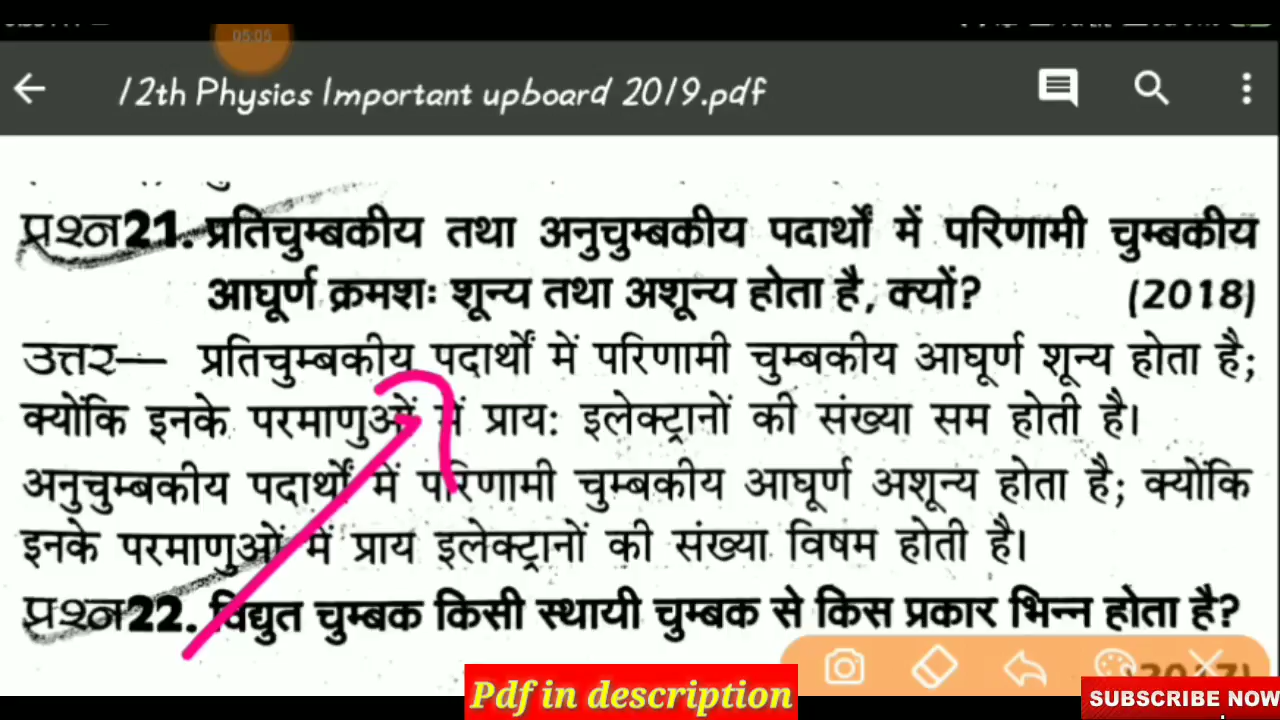 05:05
12th Physics Important upboard 2019.pdf
प्रश्न21. प्रतिचुम्बकीय तथा अनुचुम्बकीय पदार्थों में परिणामी चुम्बकीय
आघूर्ण क्रमशः शून्य तथा अशून्य होता है, क्यों? (2018)
उत्तर— प्रतिचुम्बकीय पदार्थों में परिणामी चुम्बकीय आघूर्ण शून्य होता है;
क्योंकि इनके परमाणुओं में प्राय: इलेक्ट्रानों की संख्या सम होती है।
अनुचुम्बकीय पदार्थों में परिणामी चुम्बकीय आघूर्ण अशून्य होता है; क्योंकि
इनके परमाणुओं में प्राय इलेक्ट्रानों की संख्या विषम होती है।
प्रश्न22. विद्युत चुम्बक किसी स्थायी चुम्बक से किस प्रकार भिन्न होता है?
Pdf in description
SUBSCRIBE NOW